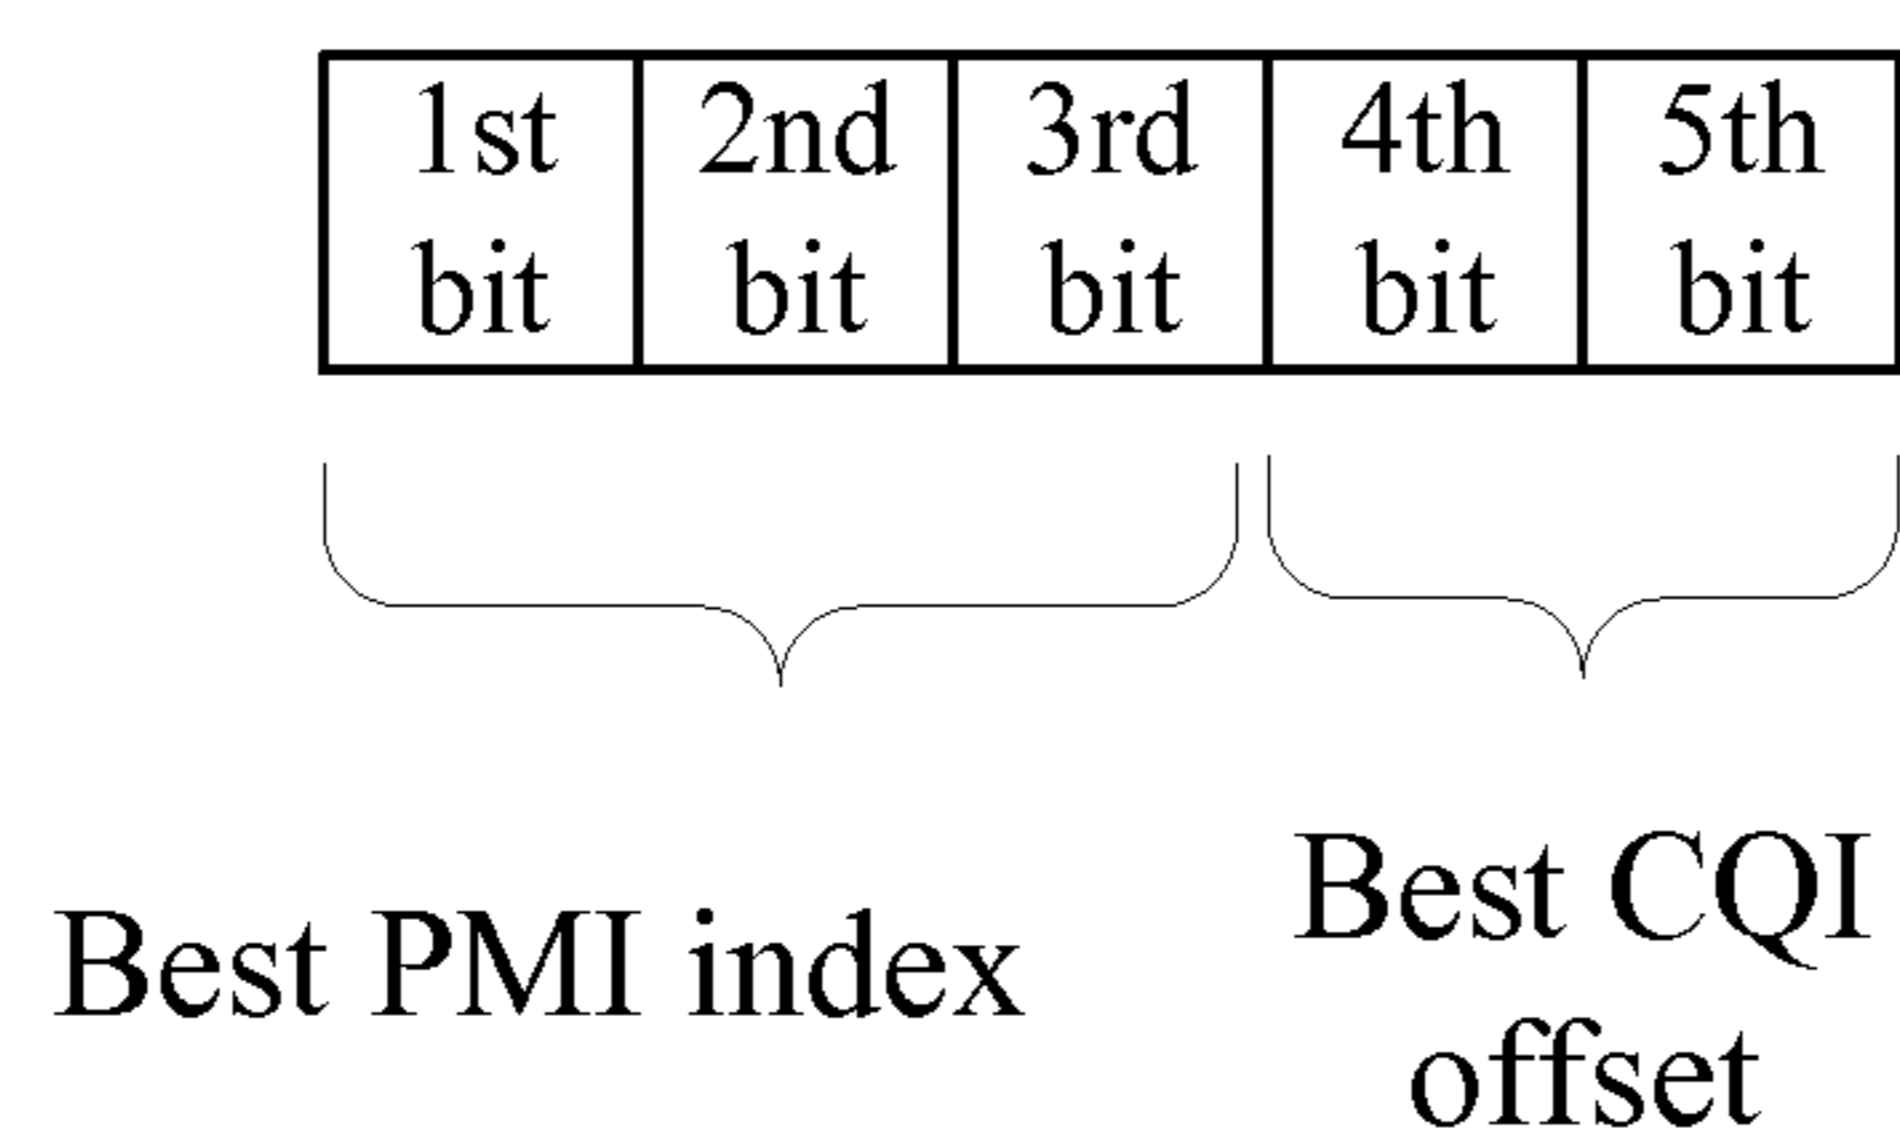 1st bit
2nd bit
3rd bit
4th bit
5th bit
Best PMI index
Best CQI
offset